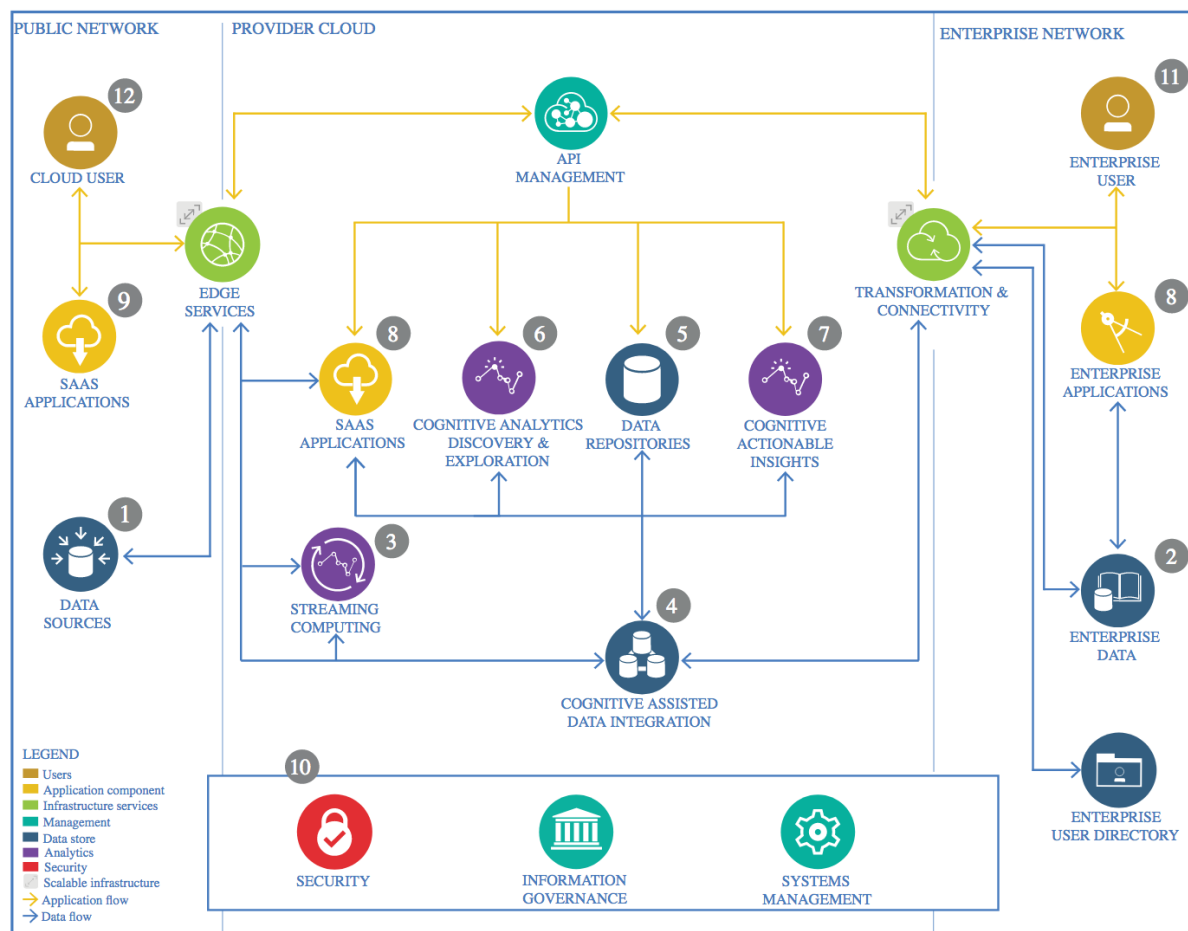 PUBLIC NETWORK
PROVIDER CLOUD
ENTERPRISE NETWORK
12
CLOUD USER
API
MANAGEMENT
11
ENTERPRISE
USER
EDGE
SERVICES
TRANSFORMATION &
CONNECTIVITY
9
SAAS
APPLICATIONS
8
SAAS
APPLICATIONS
6
COGNITIVE ANALYTICS
DISCOVERY &
EXPLORATION
5
DATA
REPOSITORIES
7
COGNITIVE
ACTIONABLE
INSIGHTS
8
ENTERPRISE
APPLICATIONS
1
DATA
SOURCES
3
STREAMING
COMPUTING
4
COGNITIVE ASSISTED
DATA INTEGRATION
2
ENTERPRISE
DATA
ENTERPRISE
USER DIRECTORY
LEGEND
Users
Application component
Infrastructure services
Management
Data store
Analytics
Security
Scalable infrastructure
Application flow
Data flow
10
SECURITY
INFORMATION
GOVERNANCE
SYSTEMS
MANAGEMENT